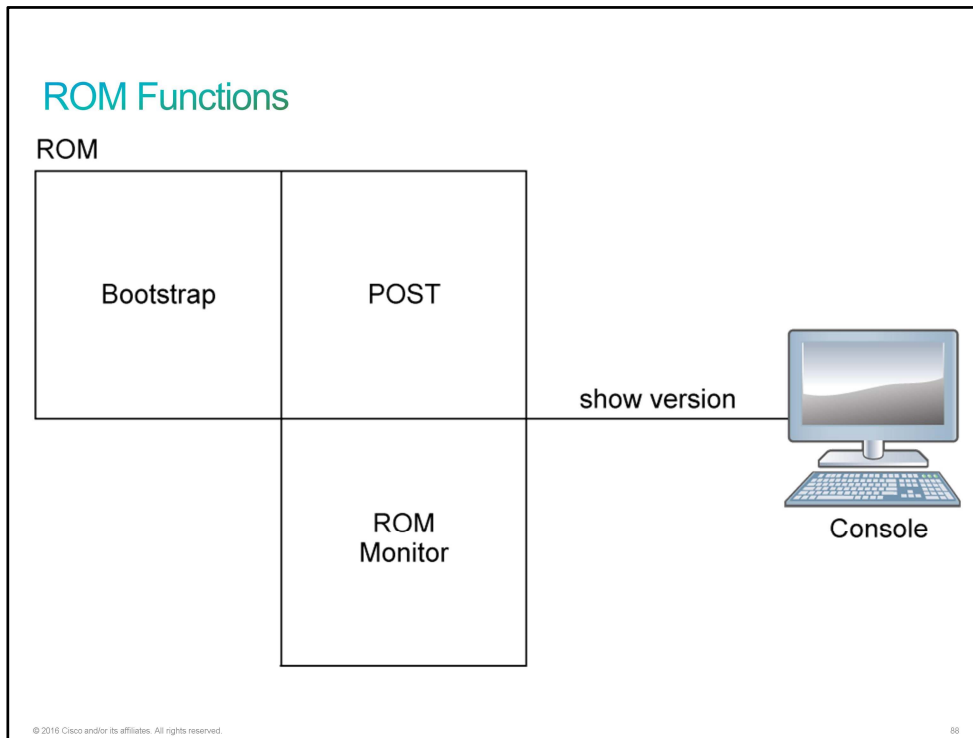 ROM Functions
ROM
Bootstrap
POST
show version
ROM
Monitor
Console
© 2016 Cisco and/or its affiliates. All rights reserved.
88